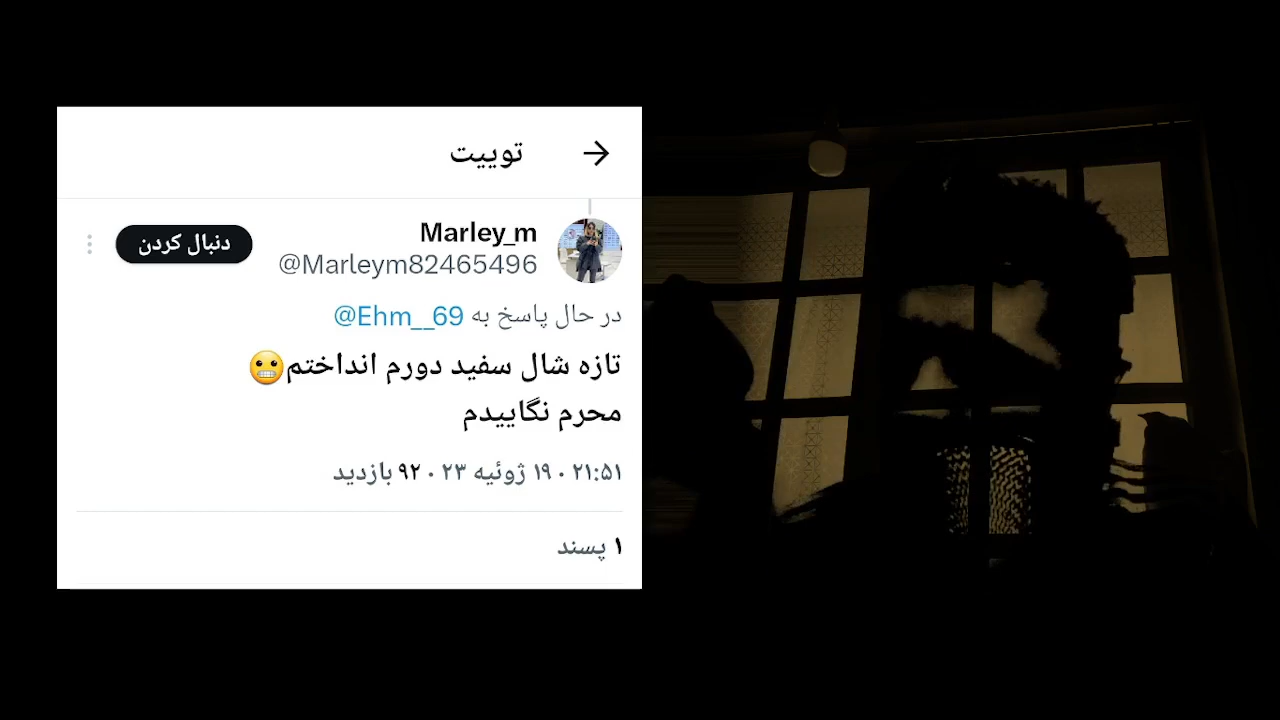 توییت
Marley_m
دنبال کردن
@Marleym82465496
در حال پاسخ به @Ehm__69
تازه شال سفید دورم انداختم😬
محرم نگاییدم
۲۱:۵۱ · ۱۹ ژوئیه ۲۳ · ۹۲ بازدید
۱ پسند